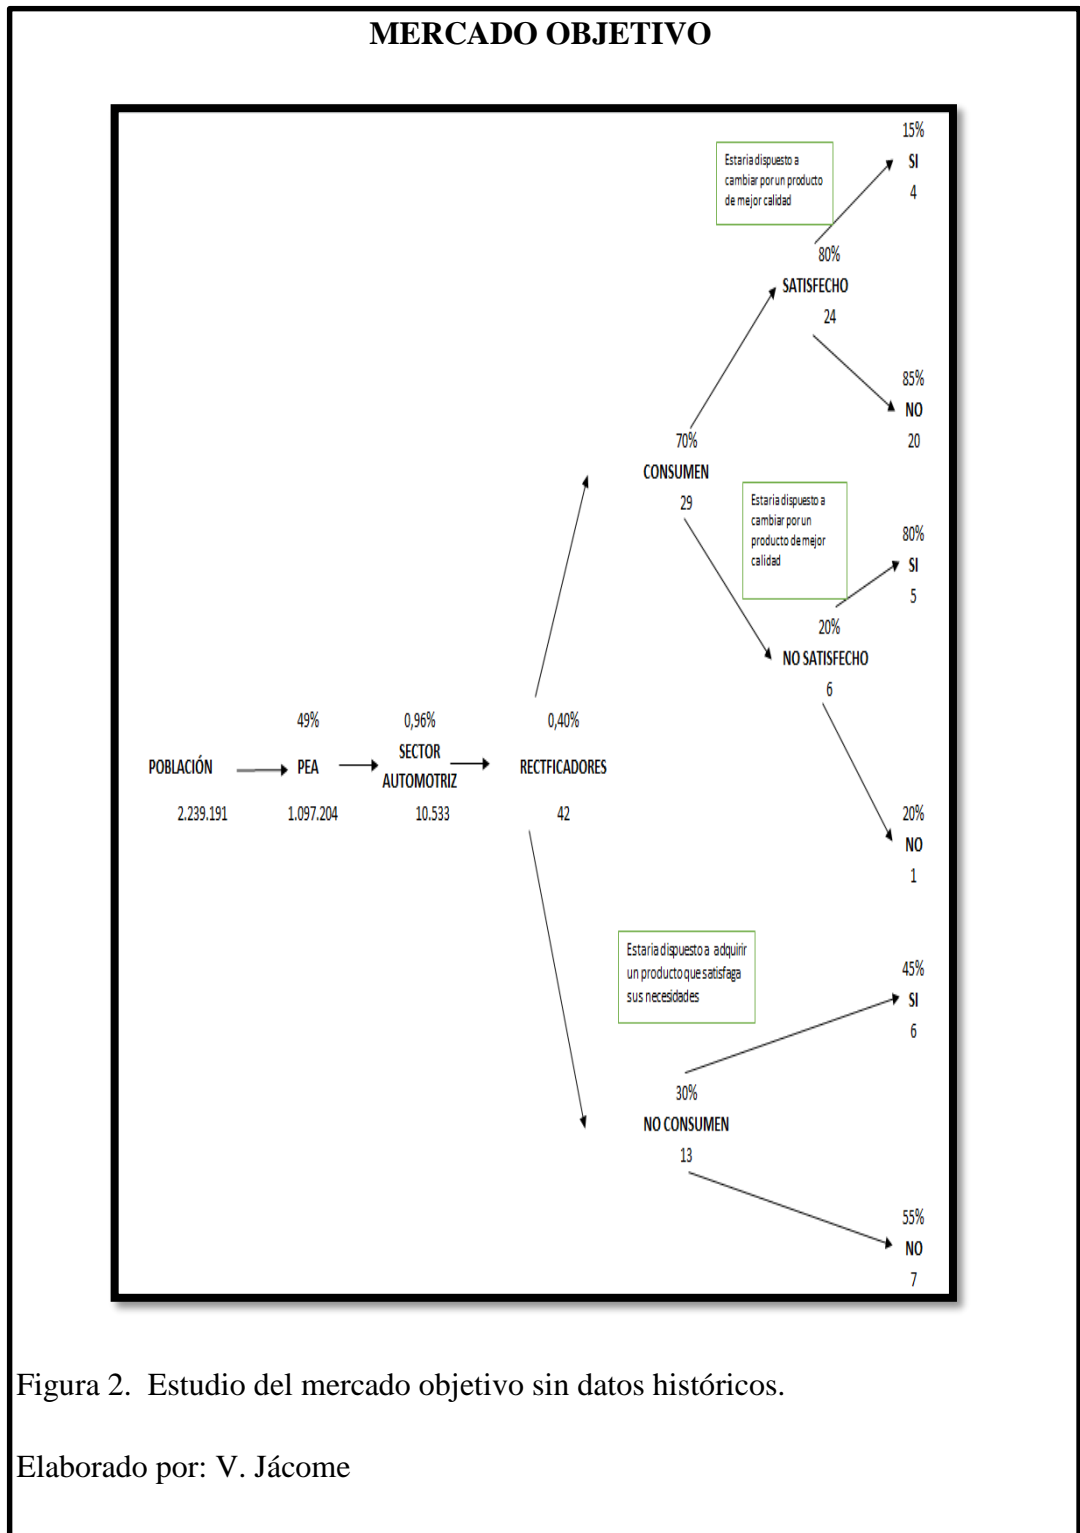 MERCADO OBJETIVO
15%
SI
4
Estaria dispuesto a
cambiar por un producto
de mejor calidad
80%
SATISFECHO
24
85%
NO
20
70%
CONSUMEN
29
Estaria dispuesto a
cambiar por un
producto de mejor
calidad
80%
SI
5
20%
NO SATISFECHO
6
49%
0,96%
0,40%
POBLACIÓN
PEA
SECTOR
AUTOMOTRIZ
RECTFICADORES
2.239.191
1.097.204
10.533
42
20%
NO
1
Estaria dispuesto a adquirir
un producto que satisfaga
sus necesidades
45%
SI
6
30%
NO CONSUMEN
13
55%
NO
7
Figura 2. Estudio del mercado objetivo sin datos históricos.
Elaborado por: V. Jácome